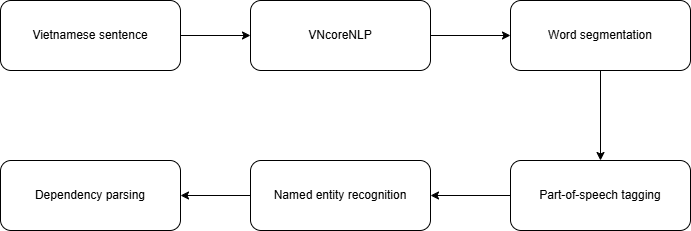 Vietnamese sentence
VNcoreNLP
Word segmentation
Part-of-speech tagging
Named entity recognition
Dependency parsing